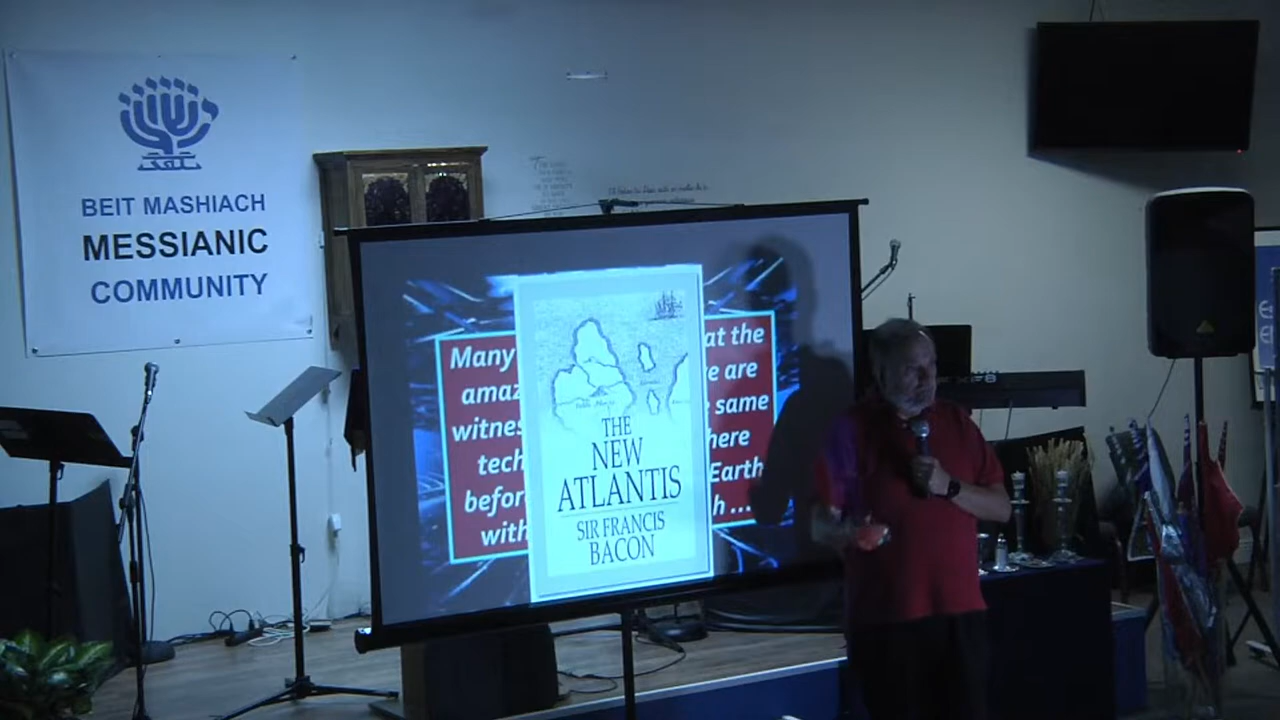 BEIT MASHIACH
MESSIANIC
COMMUNITY
Many
amaz
witnes
tech
befor
with
THE
NEW
ATLANTIS
SIR FRANCIS
BACON
at the
e are
same
here
Earth
h ...